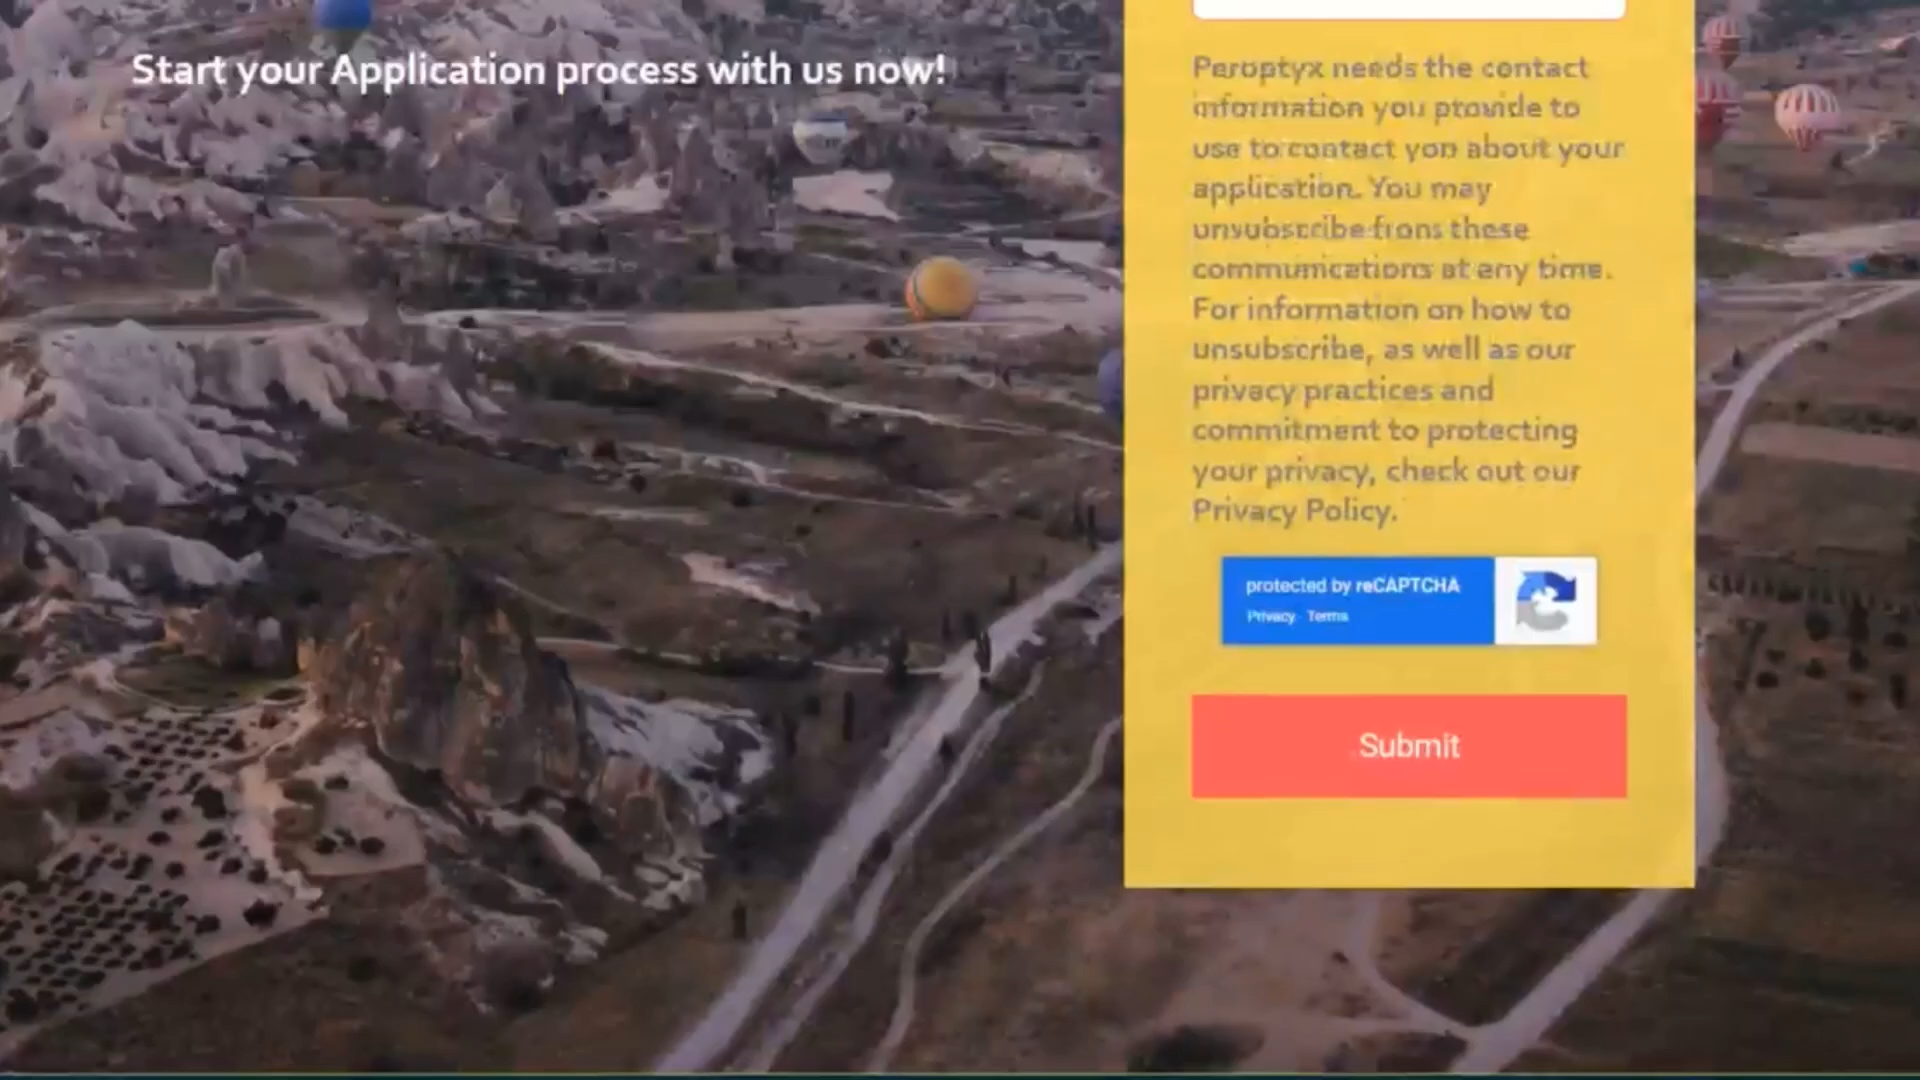 Start your Application process with us now!
Peroptyx needs the contact
information you provide to
use to contact you about your
application. You may
unsubscribe from these
communications at any time.
For information on how to
unsubscribe, as well as our
privacy practices and
commitment to protecting
your privacy, check out our
Privacy Policy.
protected by reCAPTCHA
Privacy - Terms
Submit